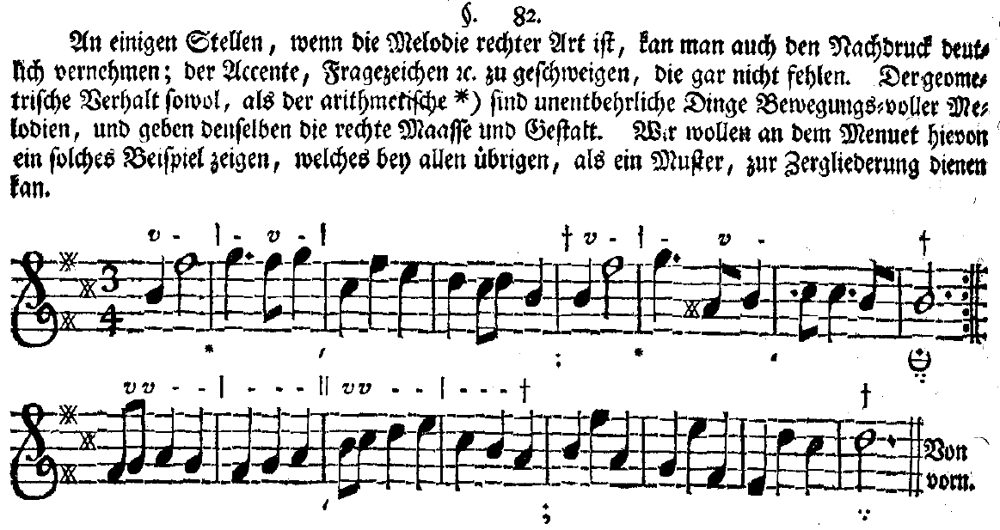 §. 82.
An einigen Stellen, wenn die Melodie rechter Art ist, kan man auch den Nachdruck deut⸗
lich vernehmen; der Accente, Fragezeichen ꝛc. zu geschweigen, die gar nicht fehlen. Der geome⸗
trische Verhalt sowol, als der arithmetische *) sind unentbehrliche Dinge Bewegungs⸗voller Me⸗
lodien, und geben denselben die rechte Maasse und Gestalt. Wir wollen an dem Menuet hievon
ein solches Beispiel zeigen, welches bey allen übrigen, als ein Muster, zur Zergliederung dienen
kan.
v - | - v - | † v - | - v - †
3
4
* , ; * ,
v v - - | - - - || v v - - | - - - † †
Von
vorn.
, ;